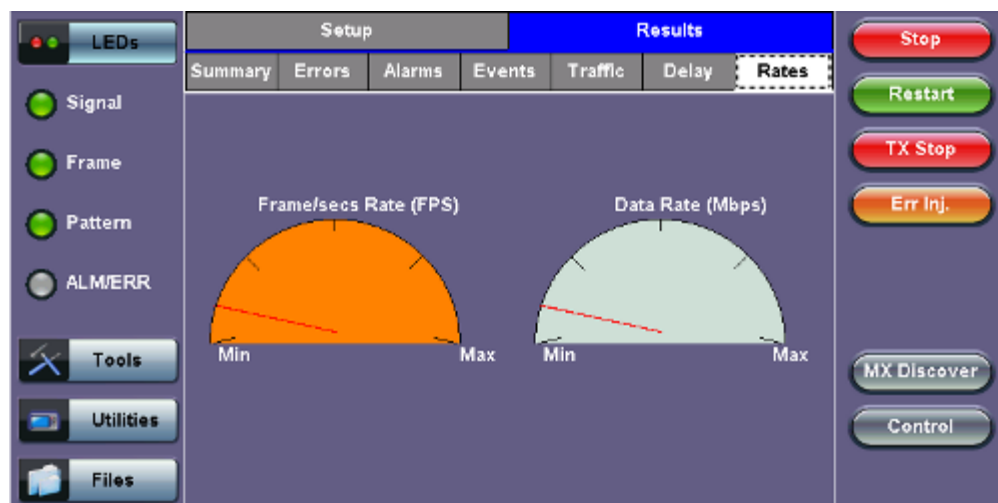 LEDs
Signal
Frame
Pattern
ALM/ERR
Tools
Utilities
Files
Setup
Results
Summary
Errors
Alarms
Events
Traffic
Delay
Rates
Frame/secs Rate (FPS)
Min
Max
Data Rate (Mbps)
Min
Max
Stop
Restart
TX Stop
Err Inj.
MX Discover
Control